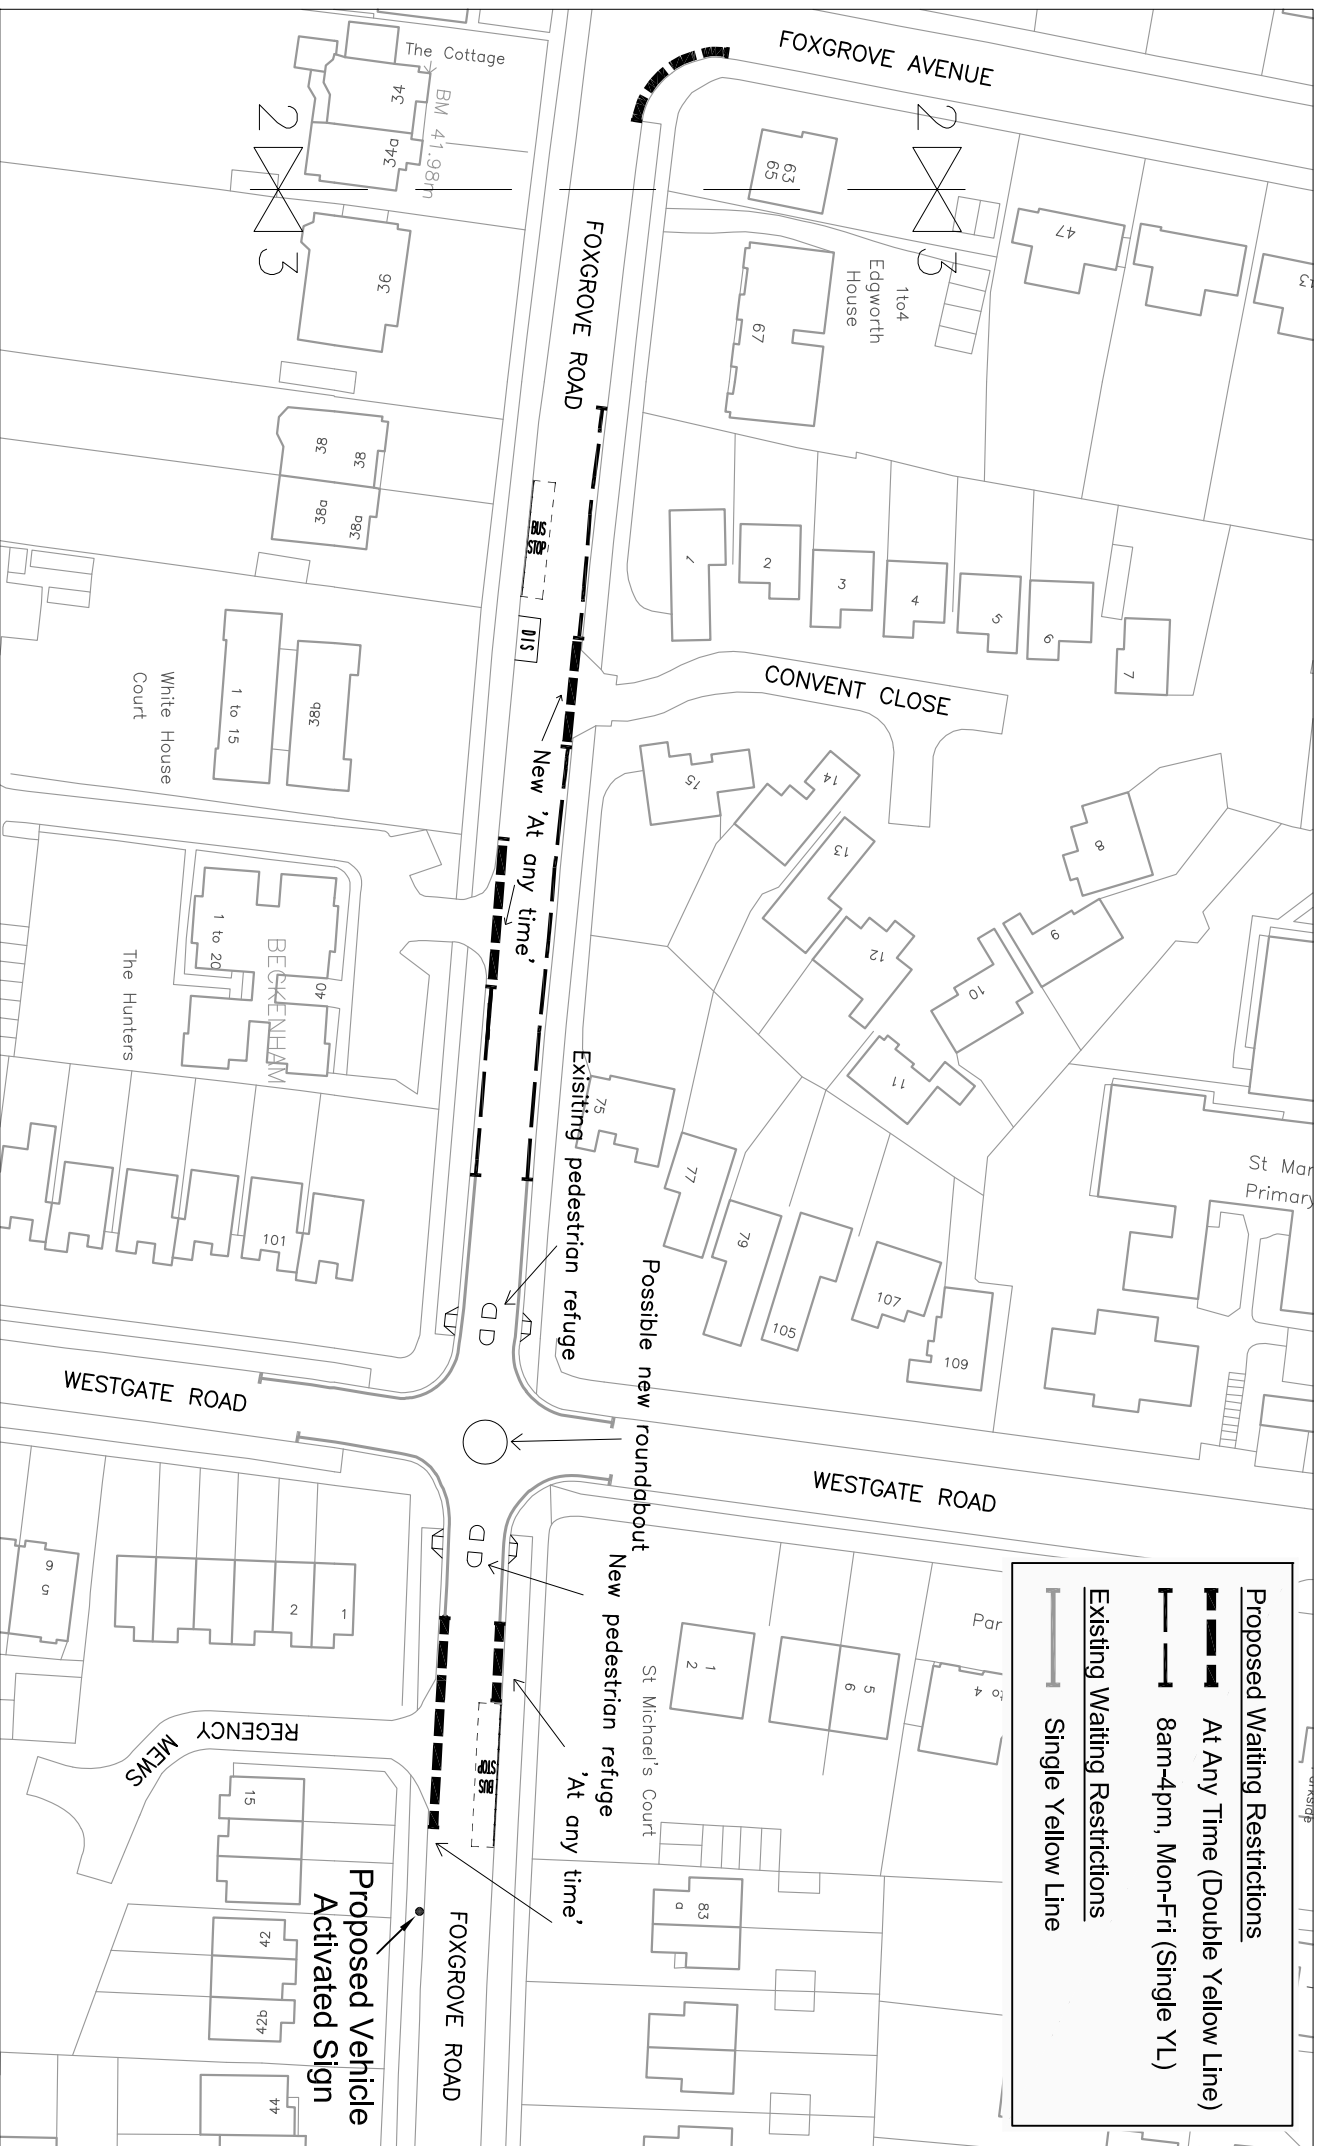 Proposed Waiting Restrictions
At Any Time (Double Yellow Line)
8am-4pm, Mon-Fri (Single YL)
Existing Waiting Restrictions
Single Yellow Line
FOXGROVE AVENUE
47
63
65
2
3
1to4
Edgworth
House
67
FOXGROVE ROAD
2
3
The Cottage
BM 41.98m
34
34a
36
38
38
38a
38a
BUS
STOP
DIS
1
2
3
4
5
6
7
CONVENT CLOSE
15
14
13
12
11
10
9
8
New 'At any time'
38b
1 to 15
White House
Court
1 to 20
40
BECKENHAM
The Hunters
101
Exisiting pedestrian refuge
75
77
79
105
107
109
St Mar
Primary
Possible new roundabout
WESTGATE ROAD
WESTGATE ROAD
New pedestrian refuge
'At any time'
BUS
STOP
St Michael's Court
1
2
5
6
Par
4
1
2
6
5
REGENCY
MEWS
15
42
42b
44
83
a
FOXGROVE ROAD
Proposed Vehicle
Activated Sign